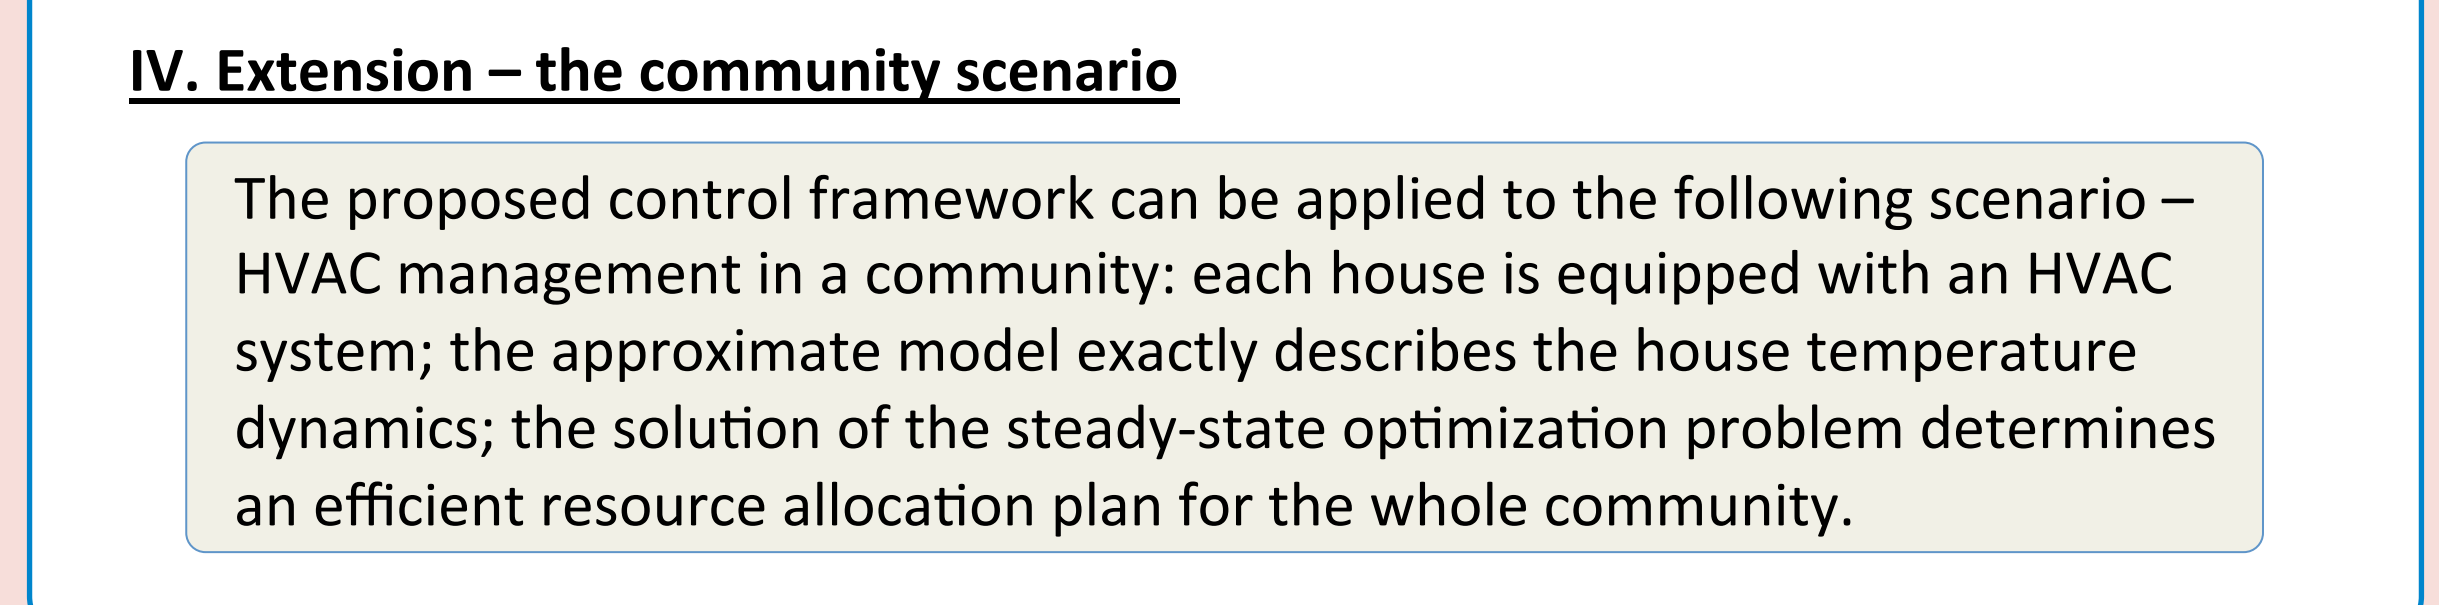 IV. Extension – the community scenario
The proposed control framework can be applied to the following scenario –
HVAC management in a community: each house is equipped with an HVAC
system; the approximate model exactly describes the house temperature
dynamics; the solution of the steady-state optimization problem determines
an efficient resource allocation plan for the whole community.